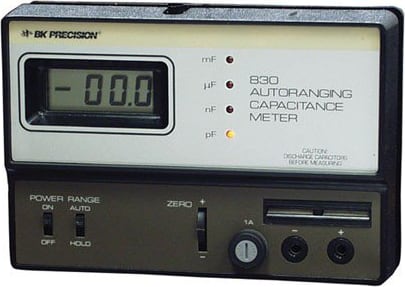 BK PRECISION
- 00.0
mF
µF
nF
pF
830
AUTORANGING
CAPACITANCE
METER
CAUTION:
DISCHARGE CAPACITORS
BEFORE MEASURING
POWER RANGE
ON AUTO
OFF HOLD
ZERO + -
1A
- +